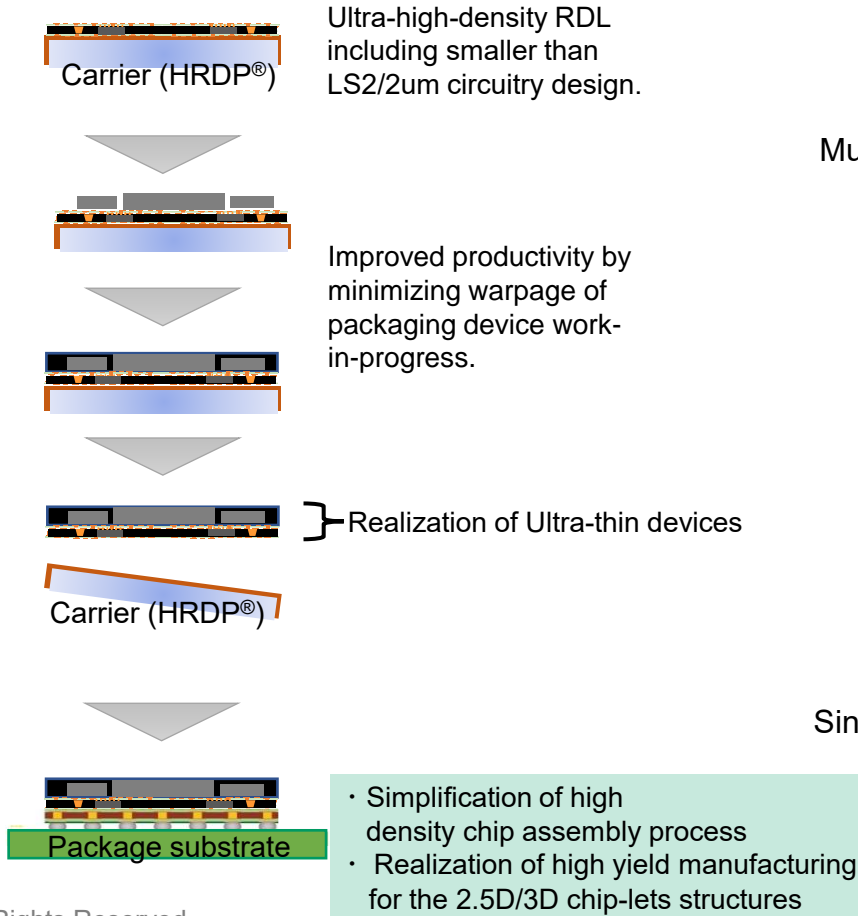 Ultra-high-density RDL
including smaller than
LS2/2um circuitry design.
Carrier (HRDP®)
Mu
Improved productivity by
minimizing warpage of
packaging device work-
in-progress.
Realization of Ultra-thin devices
Carrier (HRDP®)
Sin
・Simplification of high
density chip assembly process
・ Realization of high yield manufacturing
for the 2.5D/3D chip-lets structures
Package substrate
Rights Reserved